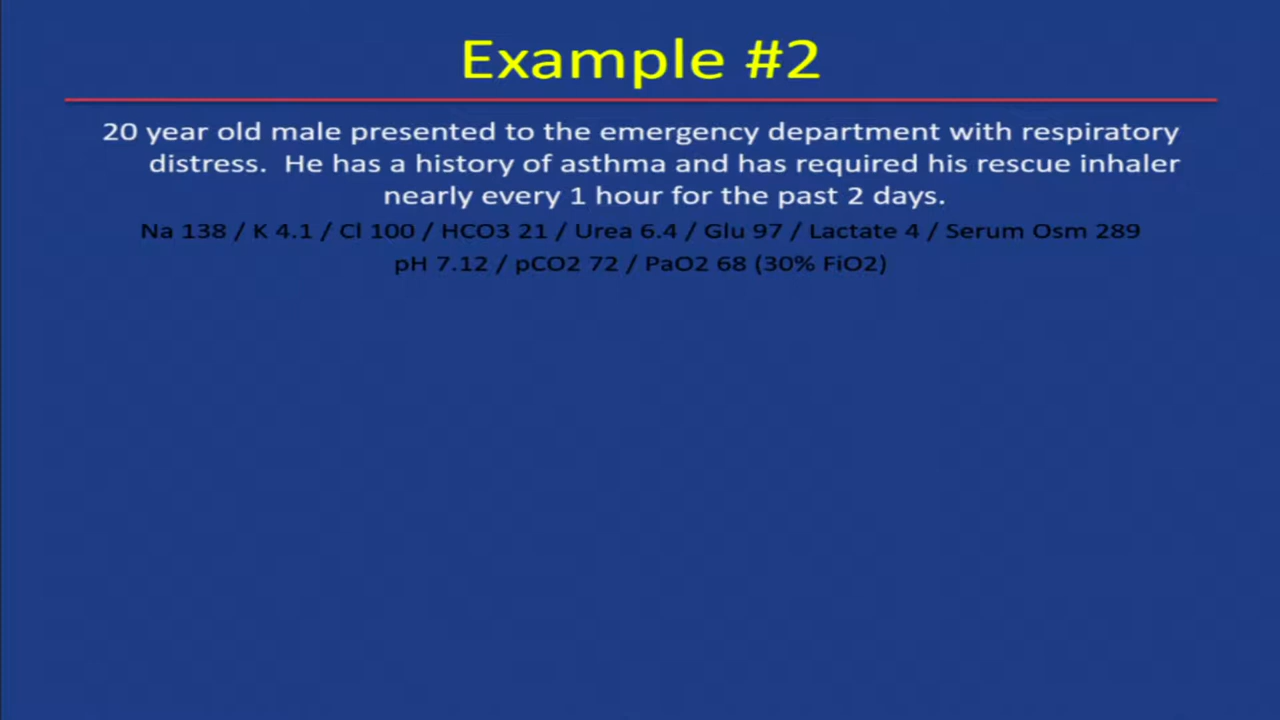 Example #2
20 year old male presented to the emergency department with respiratory
distress.  He has a history of asthma and has required his rescue inhaler
nearly every 1 hour for the past 2 days.
Na 138 / K 4.1 / Cl 100 / HCO3 21 / Urea 6.4 / Glu 97 / Lactate 4 / Serum Osm 289
pH 7.12 / pCO2 72 / PaO2 68 (30% FiO2)